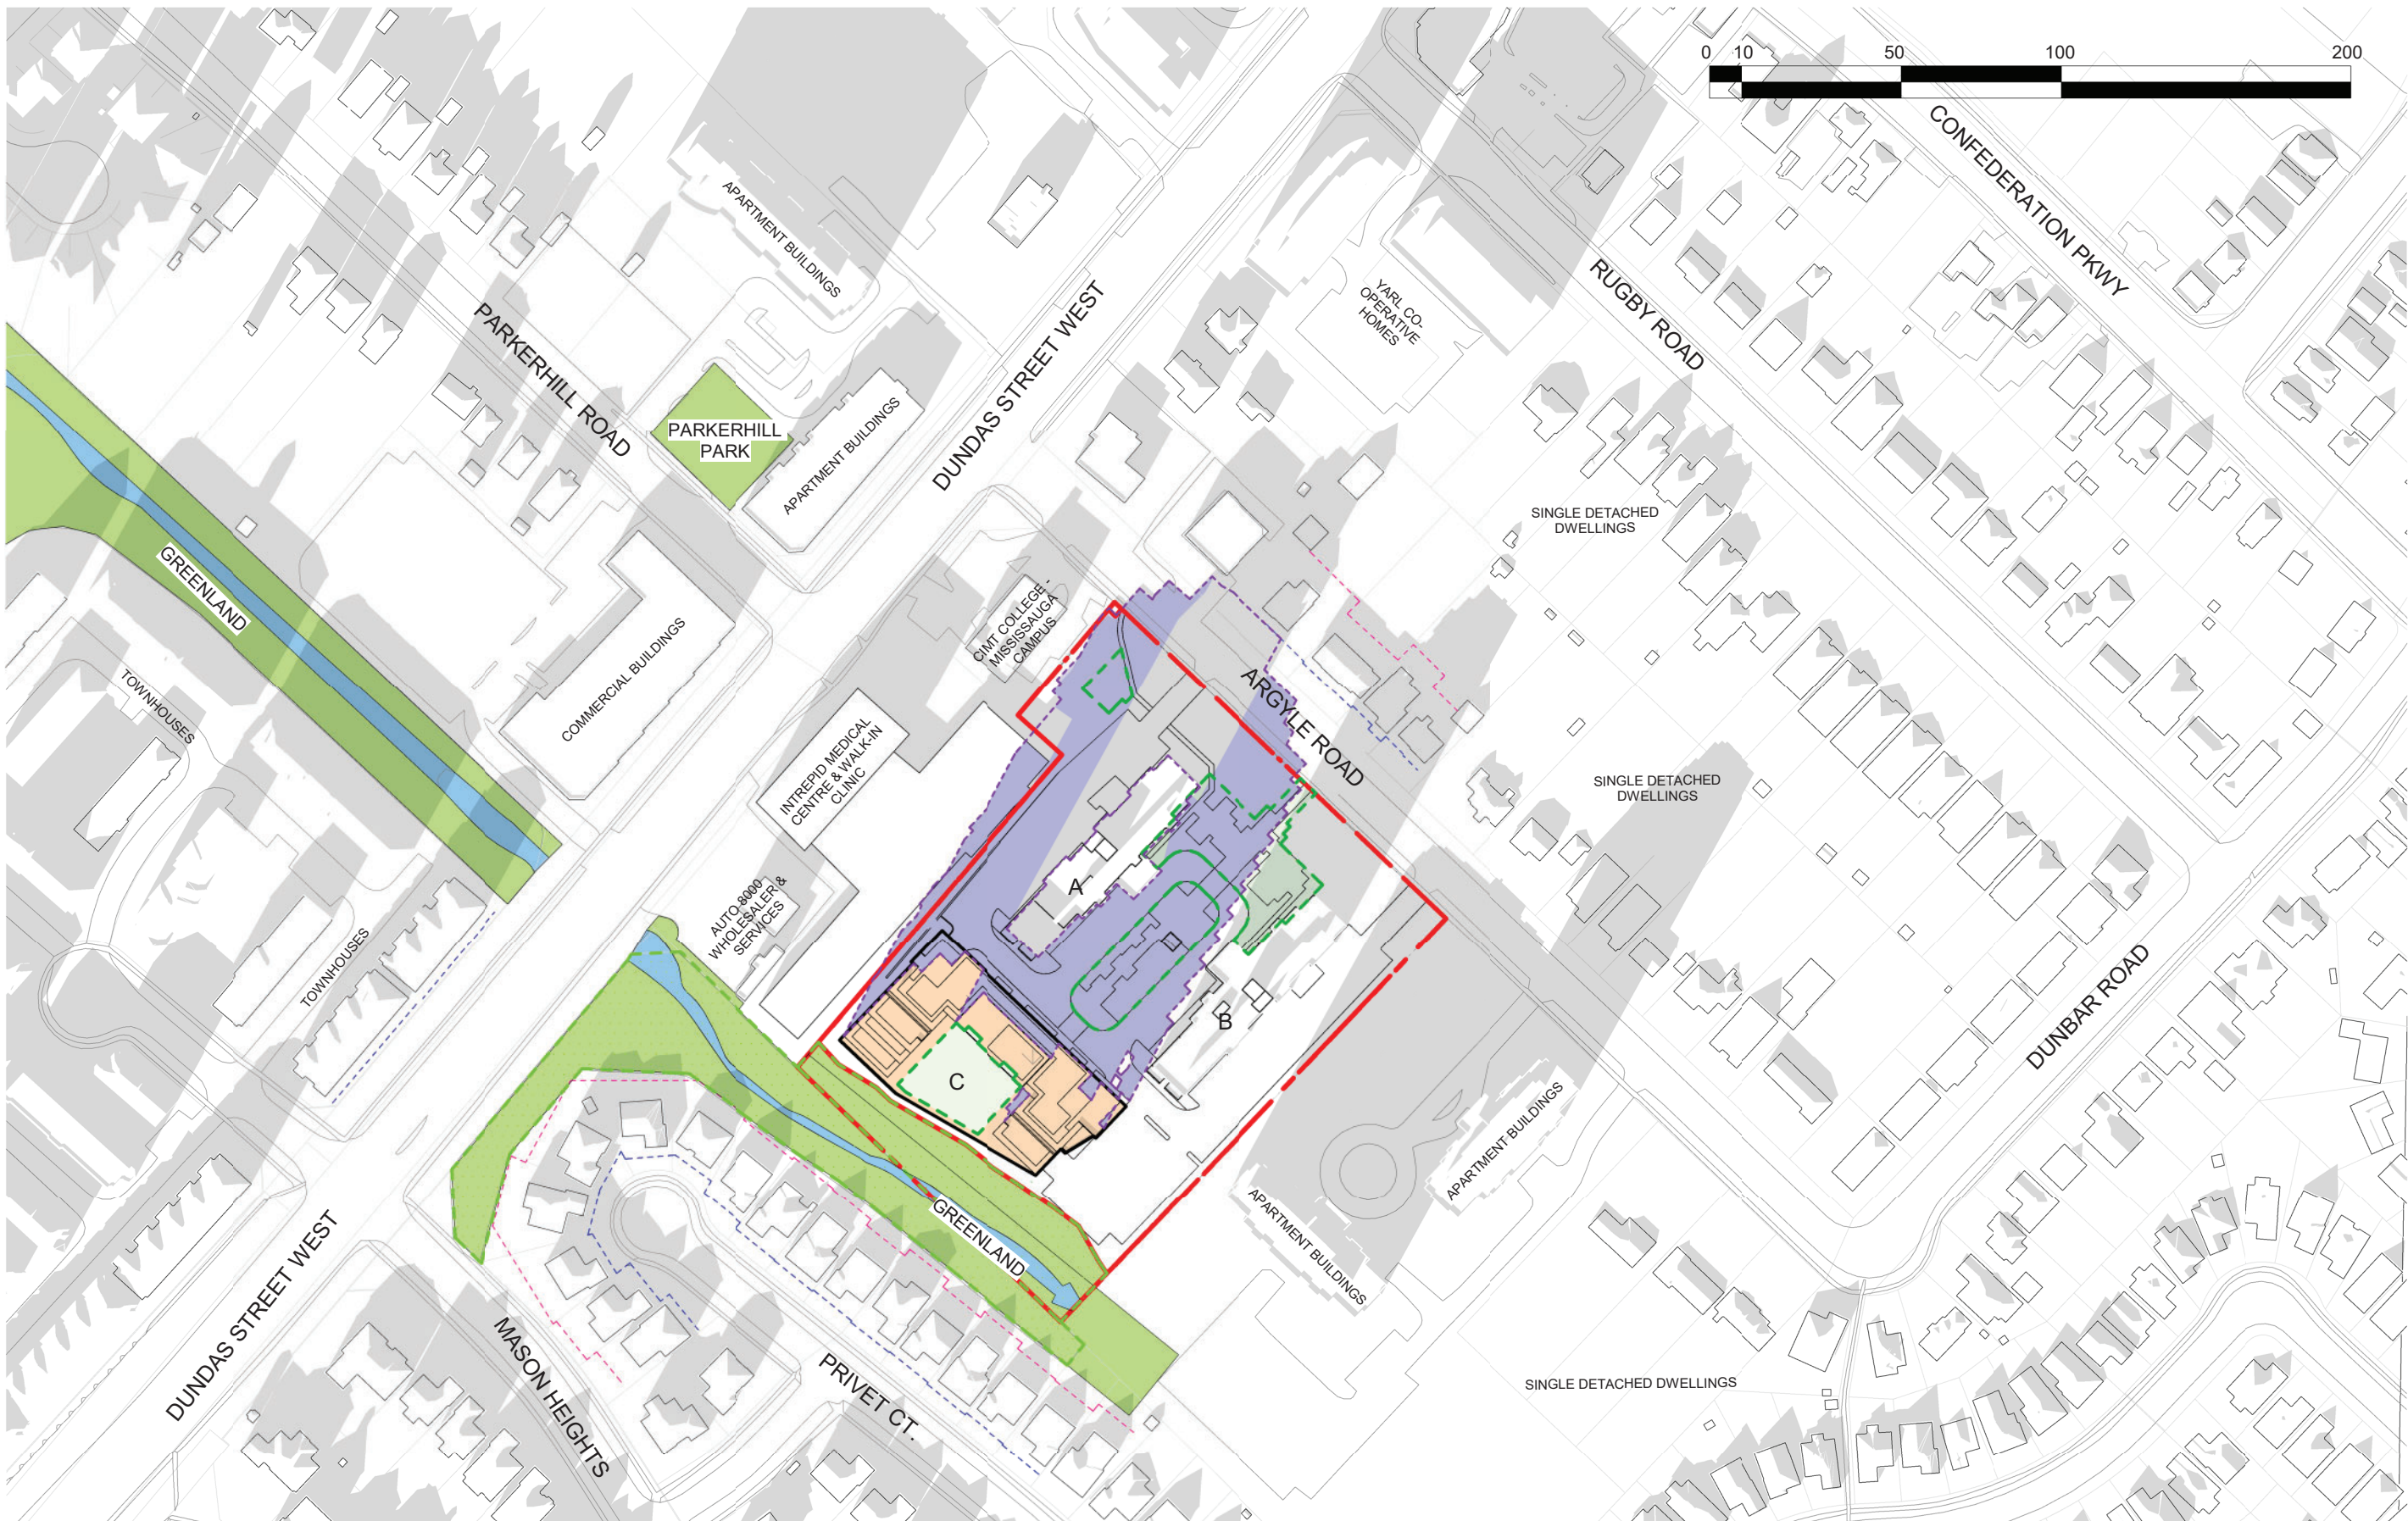 0 10 50 100 200
CONFEDERATION PKWY
APARTMENT BUILDINGS
YARL CO-
OPERATIVE
HOMES
RUGBY ROAD
PARKERHILL ROAD
DUNDAS STREET WEST
PARKERHILL
PARK
APARTMENT BUILDINGS
SINGLE DETACHED
DWELLINGS
GREENLAND
CIMT COLLEGE -
MISSISSAUGA
CAMPUS
COMMERCIAL BUILDINGS
TOWNHOUSES
ARGYLE ROAD
INTREPID MEDICAL
CENTRE & WALK-IN
CLINIC
SINGLE DETACHED
DWELLINGS
A
AUTO 8000
WHOLESALER &
SERVICES
TOWNHOUSES
B
DUNBAR ROAD
C
APARTMENT BUILDINGS
APARTMENT BUILDINGS
GREENLAND
DUNDAS STREET WEST
MASON HEIGHTS
PRIVET CT.
SINGLE DETACHED DWELLINGS